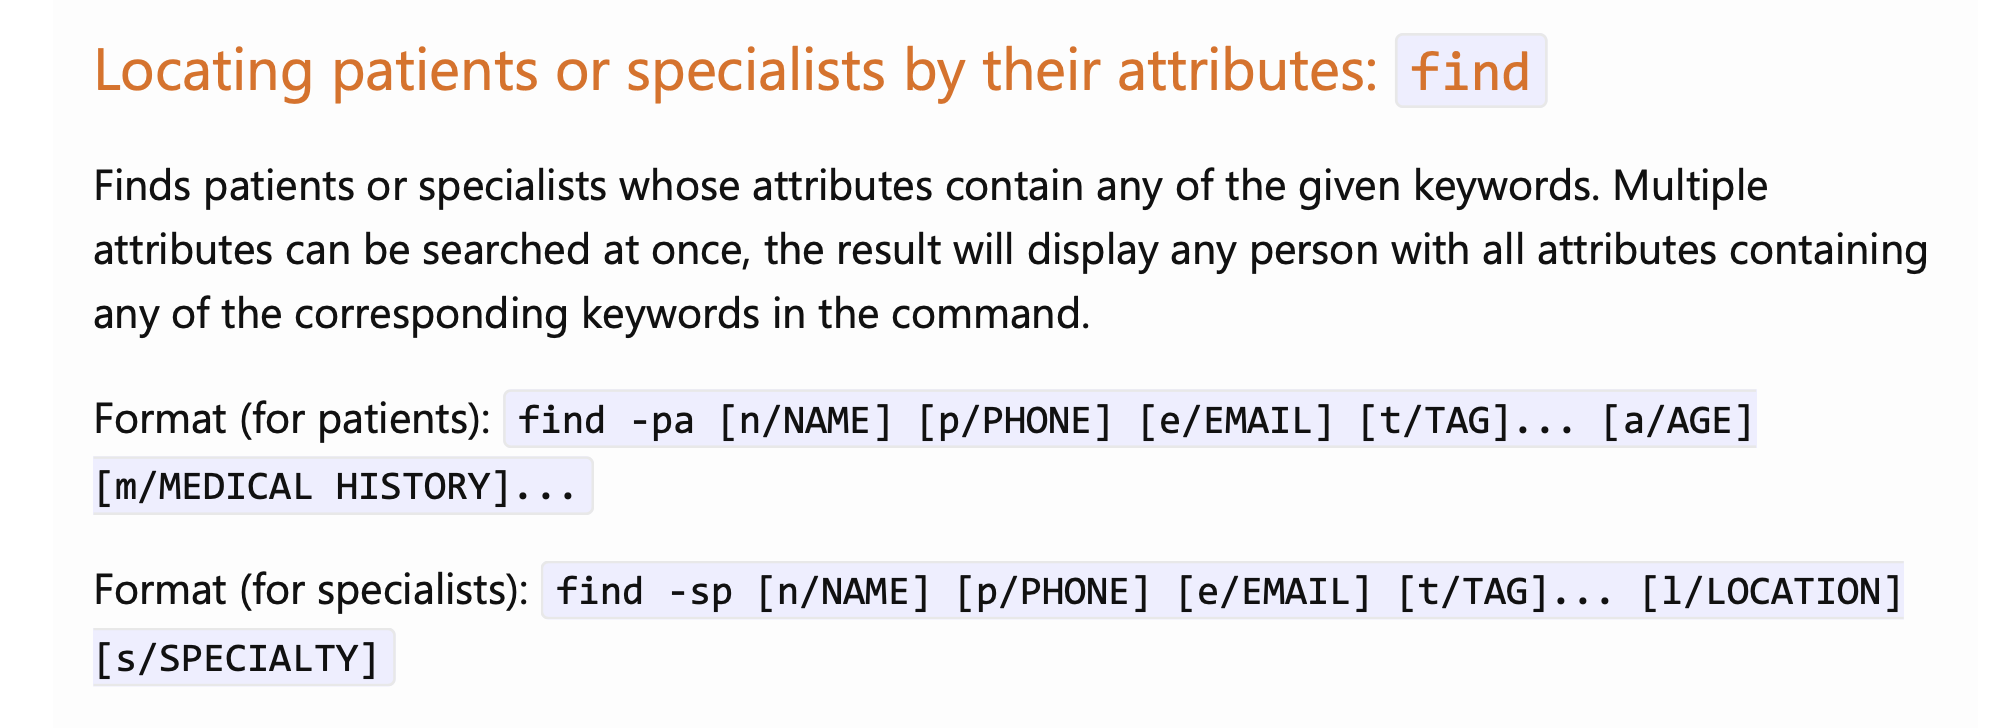 Locating patients or specialists by their attributes: find
Finds patients or specialists whose attributes contain any of the given keywords. Multiple
attributes can be searched at once, the result will display any person with all attributes containing
any of the corresponding keywords in the command.
Format (for patients): find -pa [n/NAME] [p/PHONE] [e/EMAIL] [t/TAG]... [a/AGE]
[m/MEDICAL HISTORY]...
Format (for specialists): find -sp [n/NAME] [p/PHONE] [e/EMAIL] [t/TAG]... [l/LOCATION]
[s/SPECIALTY]